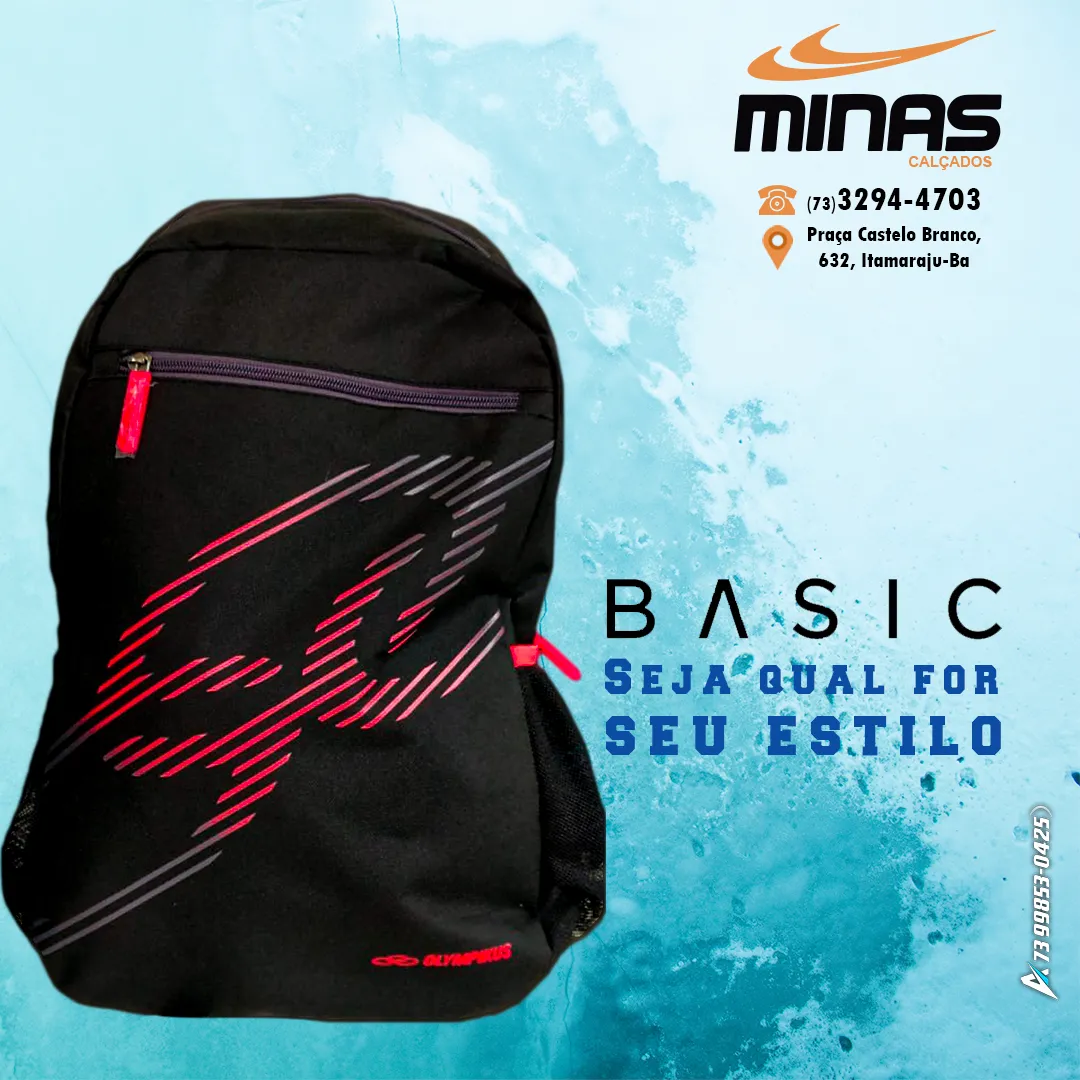 MINAS
CALÇADOS
(73)3294-4703
Praça Castelo Branco,
632, Itamaraju-Ba
BASIC
SEJA QUAL FOR
SEU ESTILO
OLYMPIKUS
73 99853-0425